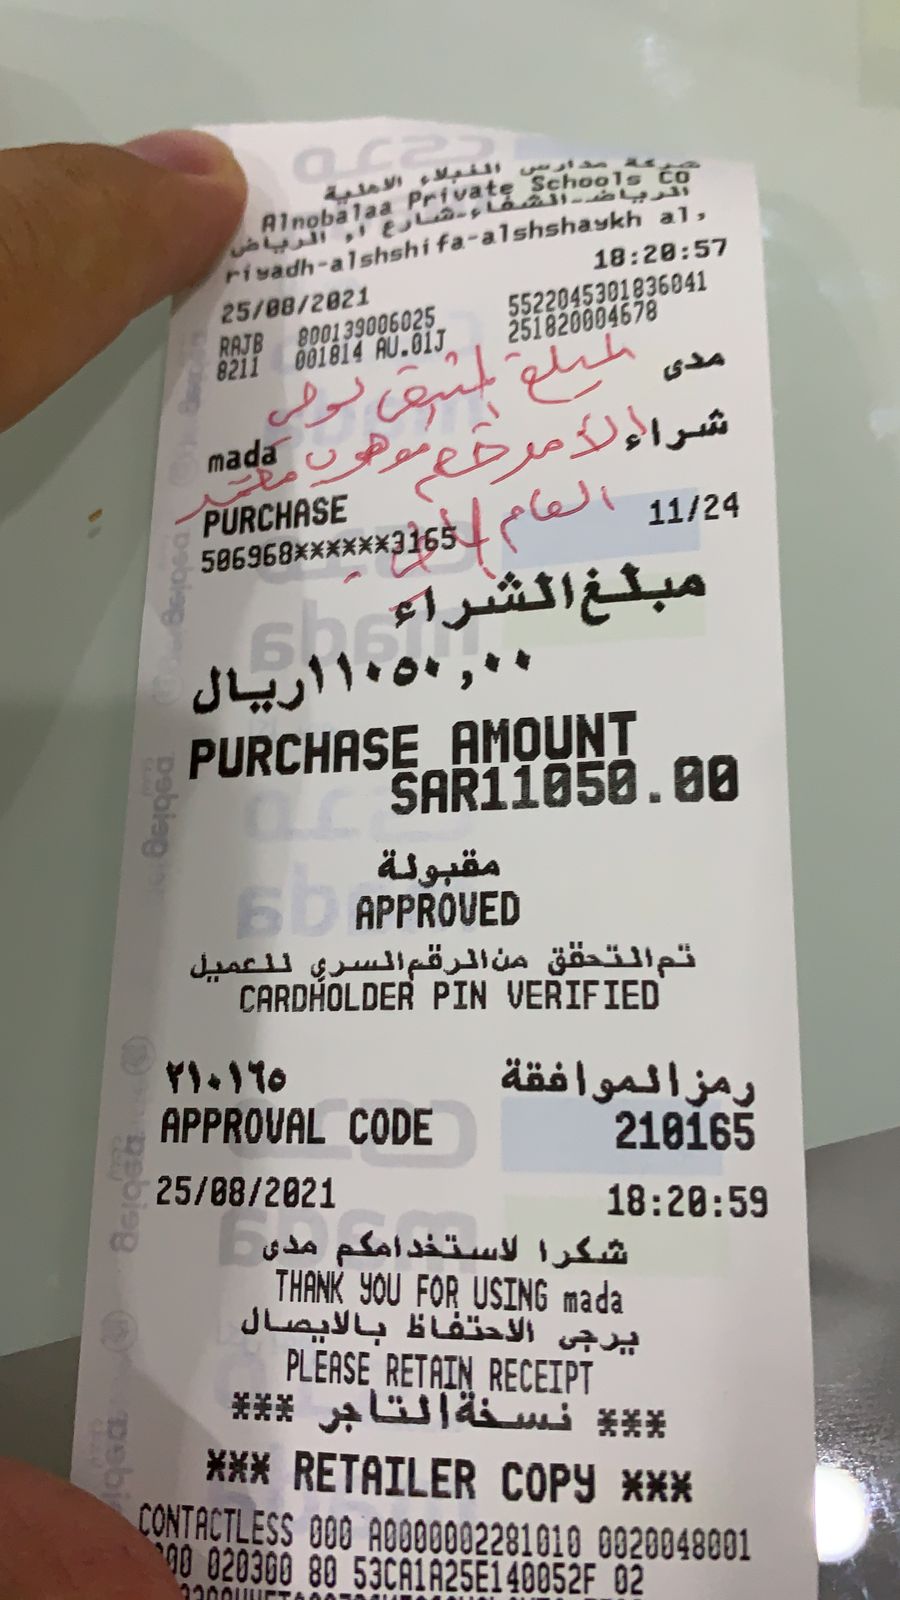 شركة مدارس النبلاء الاهلية
Alnobalaa Private Schools CO
الرياض-الشفاء-شارع ا، الرياض
riyadh-alshshifa-alshshaykh al,
25/08/2021 18:20:57
RAJB 800139006025 5522045301836041
8211 001814 AU.01J 251820004678
المبلغ المتبقي
مدى
شراء
mada
PURCHASE
العام
506968******3165 11/24
مبلغ الشراء
١١٠٥٠,٠٠ ريال
PURCHASE AMOUNT
SAR11050.00
مقبولة
APPROVED
تم التحقق من الرقم السري للعميل
CARDHOLDER PIN VERIFIED
٢١٠١٦٥ رمز الموافقة
APPROVAL CODE 210165
25/08/2021 18:20:59
شكرا لاستخدامكم مدى
THANK YOU FOR USING mada
يرجى الاحتفاظ بالايصال
PLEASE RETAIN RECEIPT
*** نسخة التاجر ***
*** RETAILER COPY ***
CONTACTLESS 000 A0000002281010 0020048001
000 020300 80 53CA1A25E140052F 02